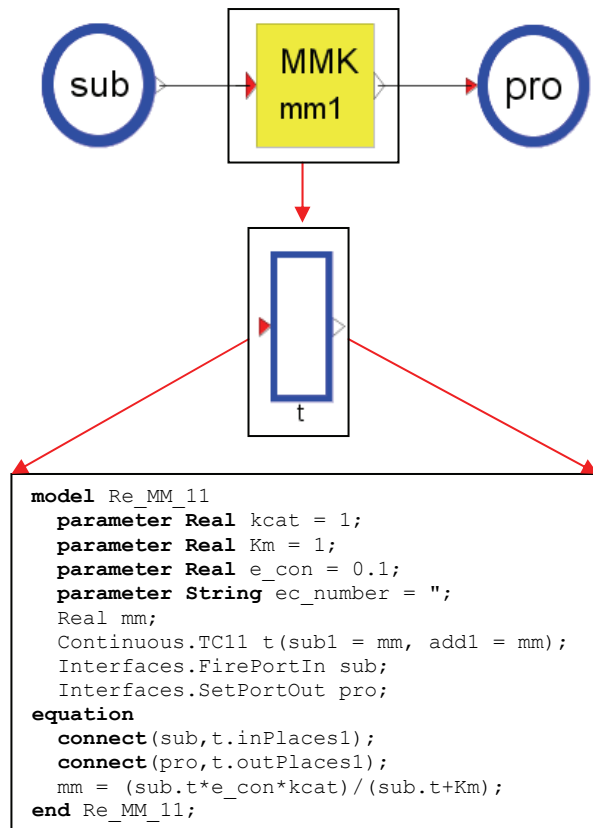 sub
MMK
mm1
pro
t
model Re_MM_11
parameter Real kcat = 1;
parameter Real Km = 1;
parameter Real e_con = 0.1;
parameter String ec_number = ";
Real mm;
Continuous.TC11 t(sub1 = mm, add1 = mm);
Interfaces.FirePortIn sub;
Interfaces.SetPortOut pro;
equation
connect(sub,t.inPlaces1);
connect(pro,t.outPlaces1);
mm = (sub.t*e_con*kcat)/(sub.t+Km);
end Re_MM_11;